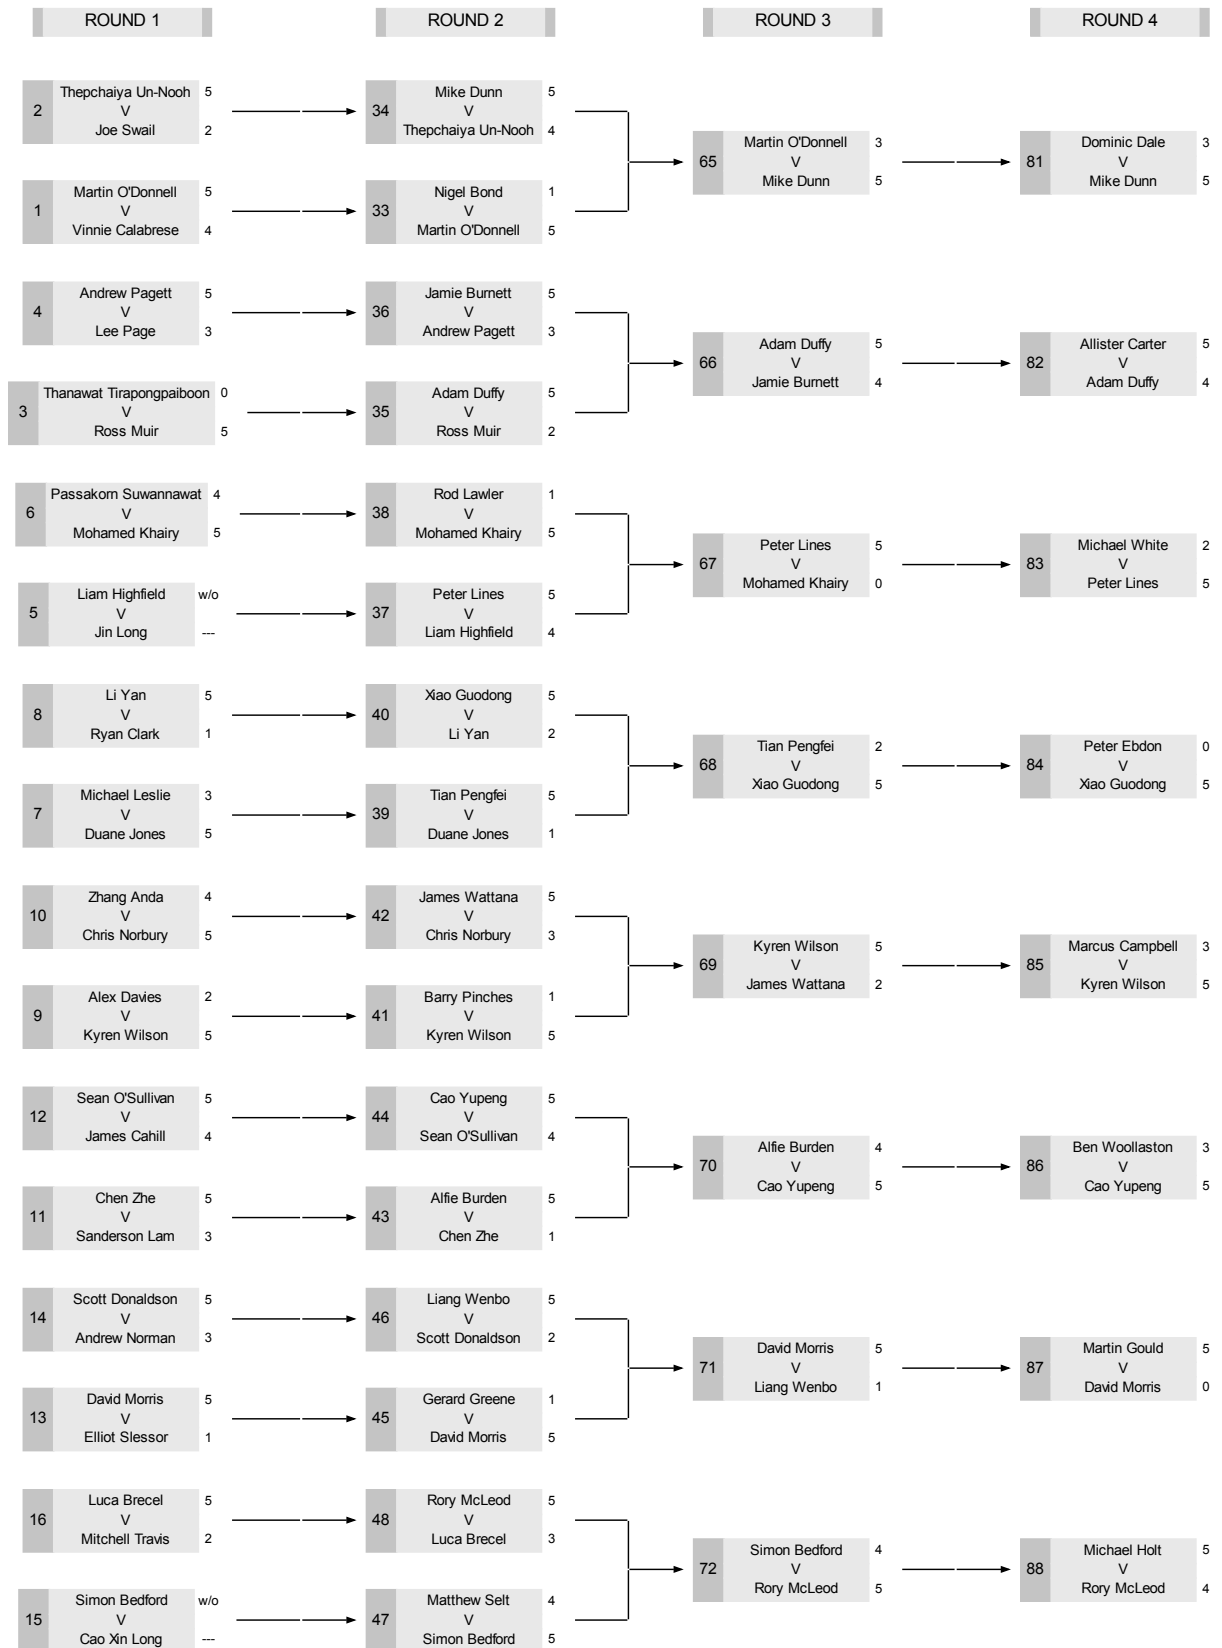 ROUND 1
ROUND 2
ROUND 3
ROUND 4
2
Thepchaiya Un-Nooh 5
V
Joe Swail 2
1
Martin O'Donnell 5
V
Vinnie Calabrese 4
4
Andrew Pagett 5
V
Lee Page 3
3
Thanawat Tirapongpaiboon 0
V
Ross Muir 5
6
Passakorn Suwannawat 4
V
Mohamed Khairy 5
5
Liam Highfield w/o
V
Jin Long ---
8
Li Yan 5
V
Ryan Clark 1
7
Michael Leslie 3
V
Duane Jones 5
10
Zhang Anda 4
V
Chris Norbury 5
9
Alex Davies 2
V
Kyren Wilson 5
12
Sean O'Sullivan 5
V
James Cahill 4
11
Chen Zhe 5
V
Sanderson Lam 3
14
Scott Donaldson 5
V
Andrew Norman 3
13
David Morris 5
V
Elliot Slessor 1
16
Luca Brecel 5
V
Mitchell Travis 2
15
Simon Bedford w/o
V
Cao Xin Long ---
34
Mike Dunn 5
V
Thepchaiya Un-Nooh 4
33
Nigel Bond 1
V
Martin O'Donnell 5
36
Jamie Burnett 5
V
Andrew Pagett 3
35
Adam Duffy 5
V
Ross Muir 2
38
Rod Lawler 1
V
Mohamed Khairy 5
37
Peter Lines 5
V
Liam Highfield 4
40
Xiao Guodong 5
V
Li Yan 2
39
Tian Pengfei 5
V
Duane Jones 1
42
James Wattana 5
V
Chris Norbury 3
41
Barry Pinches 1
V
Kyren Wilson 5
44
Cao Yupeng 5
V
Sean O'Sullivan 4
43
Alfie Burden 5
V
Chen Zhe 1
46
Liang Wenbo 5
V
Scott Donaldson 2
45
Gerard Greene 1
V
David Morris 5
48
Rory McLeod 5
V
Luca Brecel 3
47
Matthew Selt 4
V
Simon Bedford 5
65
Martin O'Donnell 3
V
Mike Dunn 5
66
Adam Duffy 5
V
Jamie Burnett 4
67
Peter Lines 5
V
Mohamed Khairy 0
68
Tian Pengfei 2
V
Xiao Guodong 5
69
Kyren Wilson 5
V
James Wattana 2
70
Alfie Burden 4
V
Cao Yupeng 5
71
David Morris 5
V
Liang Wenbo 1
72
Simon Bedford 4
V
Rory McLeod 5
81
Dominic Dale 3
V
Mike Dunn 5
82
Allister Carter 5
V
Adam Duffy 4
83
Michael White 2
V
Peter Lines 5
84
Peter Ebdon 0
V
Xiao Guodong 5
85
Marcus Campbell 3
V
Kyren Wilson 5
86
Ben Woollaston 3
V
Cao Yupeng 5
87
Martin Gould 5
V
David Morris 0
88
Michael Holt 5
V
Rory McLeod 4